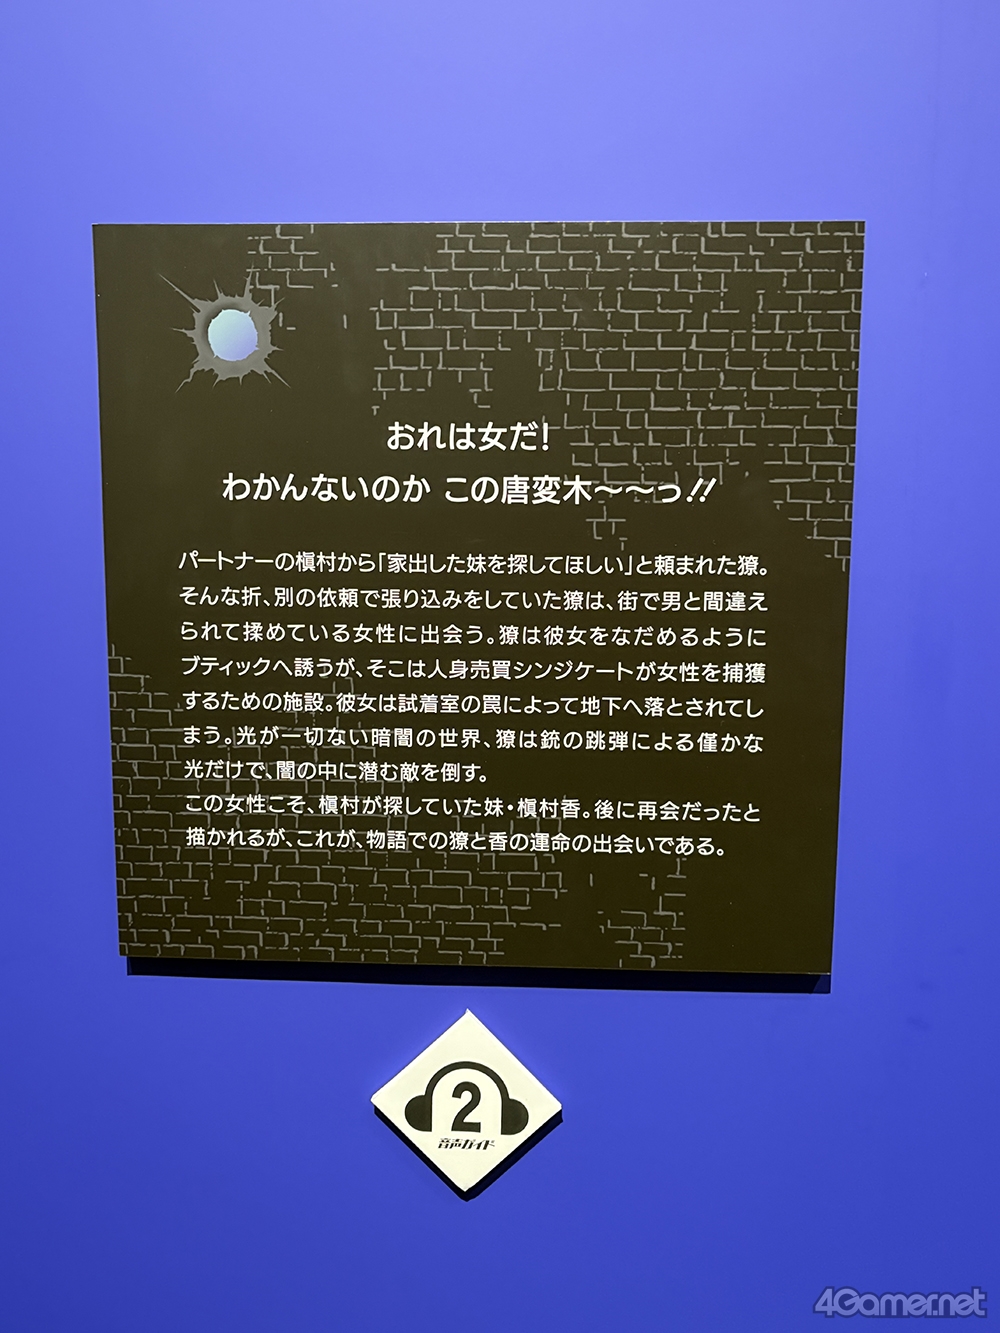 おれは女だ!
わかんないのか この唐変木～～っ!!
パートナーの槇村から「家出した妹を探してほしい」と頼まれた獠。
そんな折、別の依頼で張り込みをしていた獠は、街で男と間違え
られて揉めている女性に出会う。獠は彼女をなだめるように
ブティックへ誘うが、そこは人身売買シンジケートが女性を捕獲
するための施設。彼女は試着室の罠によって地下へ落とされてし
まう。光が一切ない暗闇の世界、獠は銃の跳弾による僅かな
光だけで、闇の中に潜む敵を倒す。
この女性こそ、槇村が探していた妹・槇村香。後に再会だったと
描かれるが、これが、物語での獠と香の運命の出会いである。
2
音声ガイド
4Gamer.net